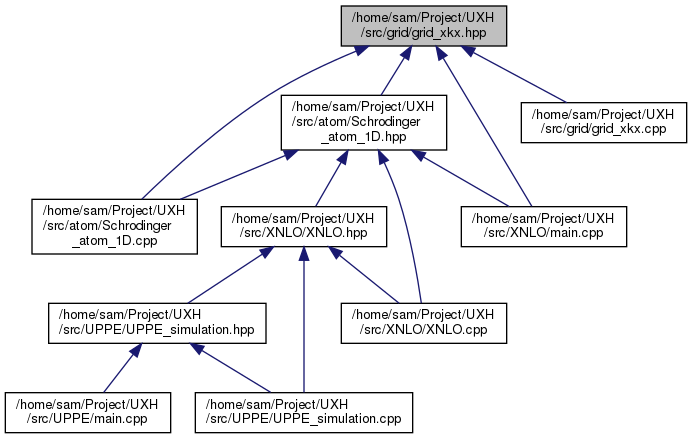 /home/sam/Project/UXH
/src/grid/grid_xkx.hpp
/home/sam/Project/UXH
/src/atom/Schrodinger
_atom_1D.hpp
/home/sam/Project/UXH
/src/grid/grid_xkx.cpp
/home/sam/Project/UXH
/src/atom/Schrodinger
_atom_1D.cpp
/home/sam/Project/UXH
/src/XNLO/XNLO.hpp
/home/sam/Project/UXH
/src/XNLO/main.cpp
/home/sam/Project/UXH
/src/UPPE/UPPE_simulation.hpp
/home/sam/Project/UXH
/src/XNLO/XNLO.cpp
/home/sam/Project/UXH
/src/UPPE/main.cpp
/home/sam/Project/UXH
/src/UPPE/UPPE_simulation.cpp